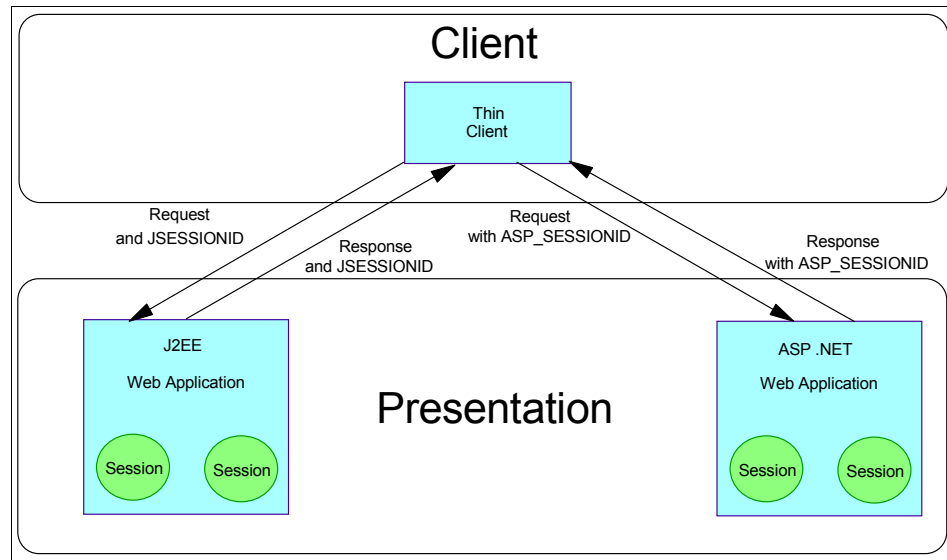 Client
Thin
Client
Request
and JSESSIONID
Response
and JSESSIONID
Request
with ASP_SESSIONID
Response
with ASP_SESSIONID
J2EE
Web Application
Session
Session
Presentation
ASP .NET
Web Application
Session
Session